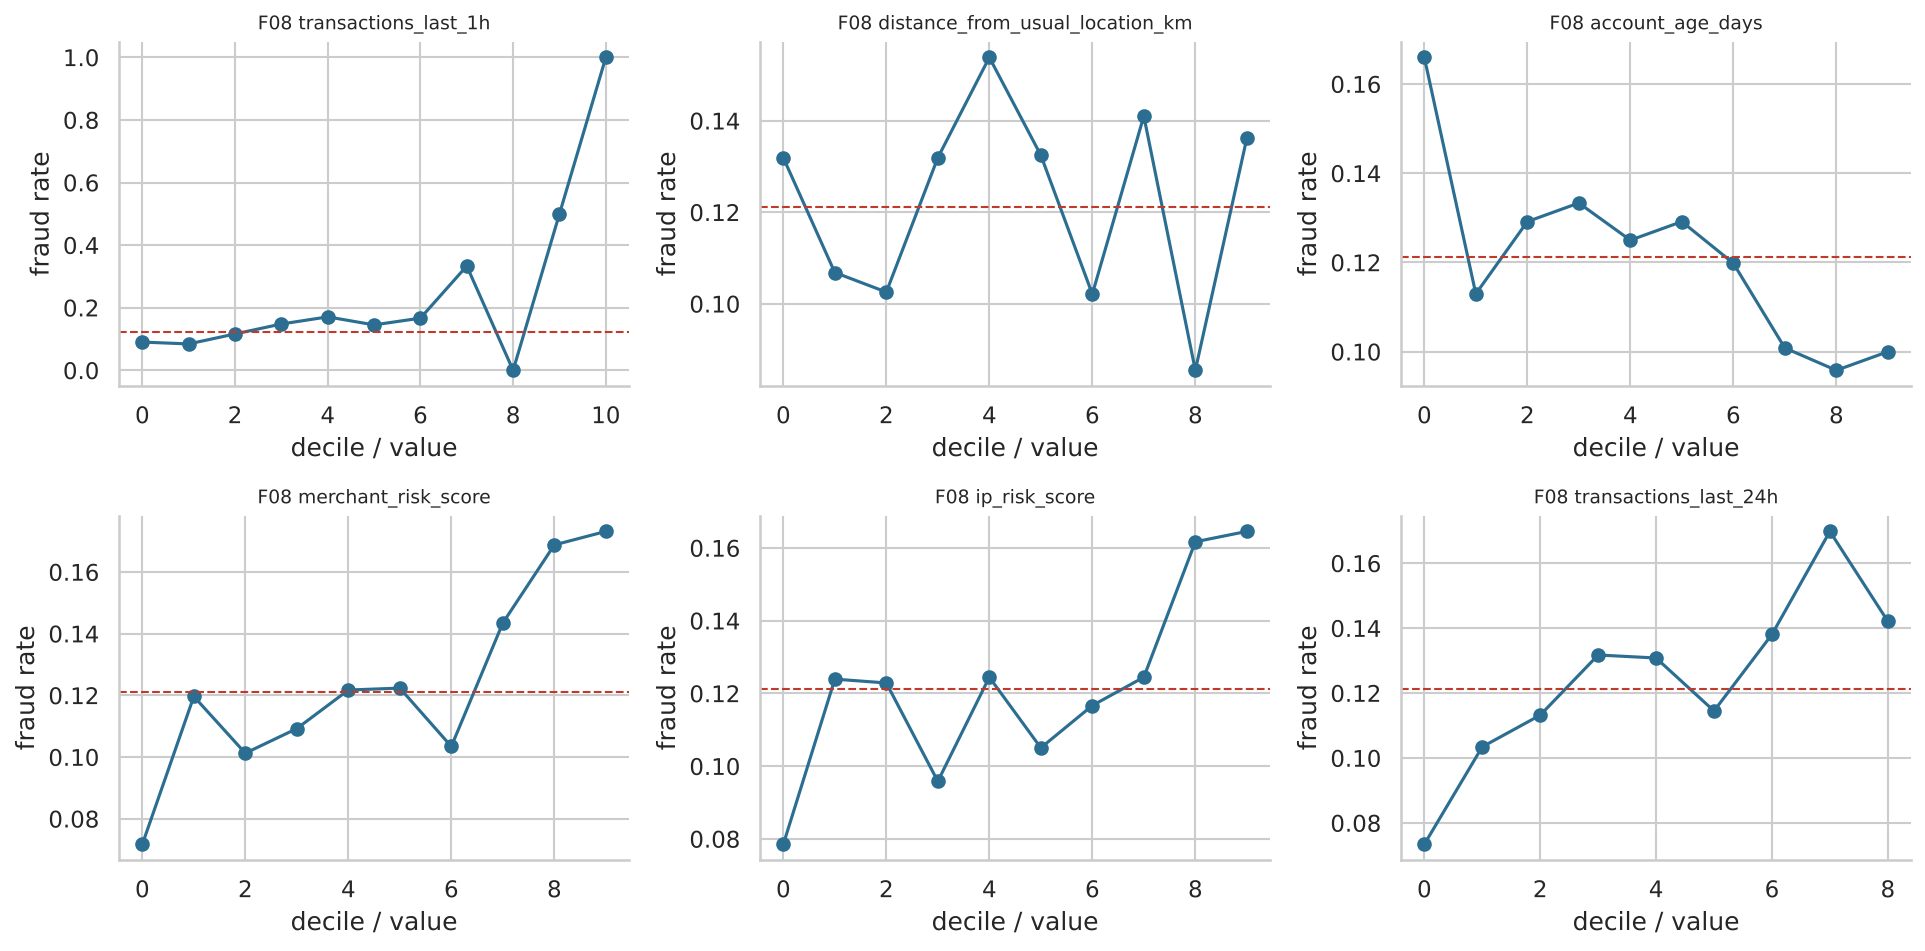 F08 transactions_last_1h
fraud rate
1.0
0.8
0.6
0.4
0.2
0.0
0 2 4 6 8 10
decile / value
F08 distance_from_usual_location_km
fraud rate
0.14
0.12
0.10
0 2 4 6 8
decile / value
F08 account_age_days
fraud rate
0.16
0.14
0.12
0.10
0 2 4 6 8
decile / value
F08 merchant_risk_score
fraud rate
0.16
0.14
0.12
0.10
0.08
0 2 4 6 8
decile / value
F08 ip_risk_score
fraud rate
0.16
0.14
0.12
0.10
0.08
0 2 4 6 8
decile / value
F08 transactions_last_24h
fraud rate
0.16
0.14
0.12
0.10
0.08
0 2 4 6 8
decile / value